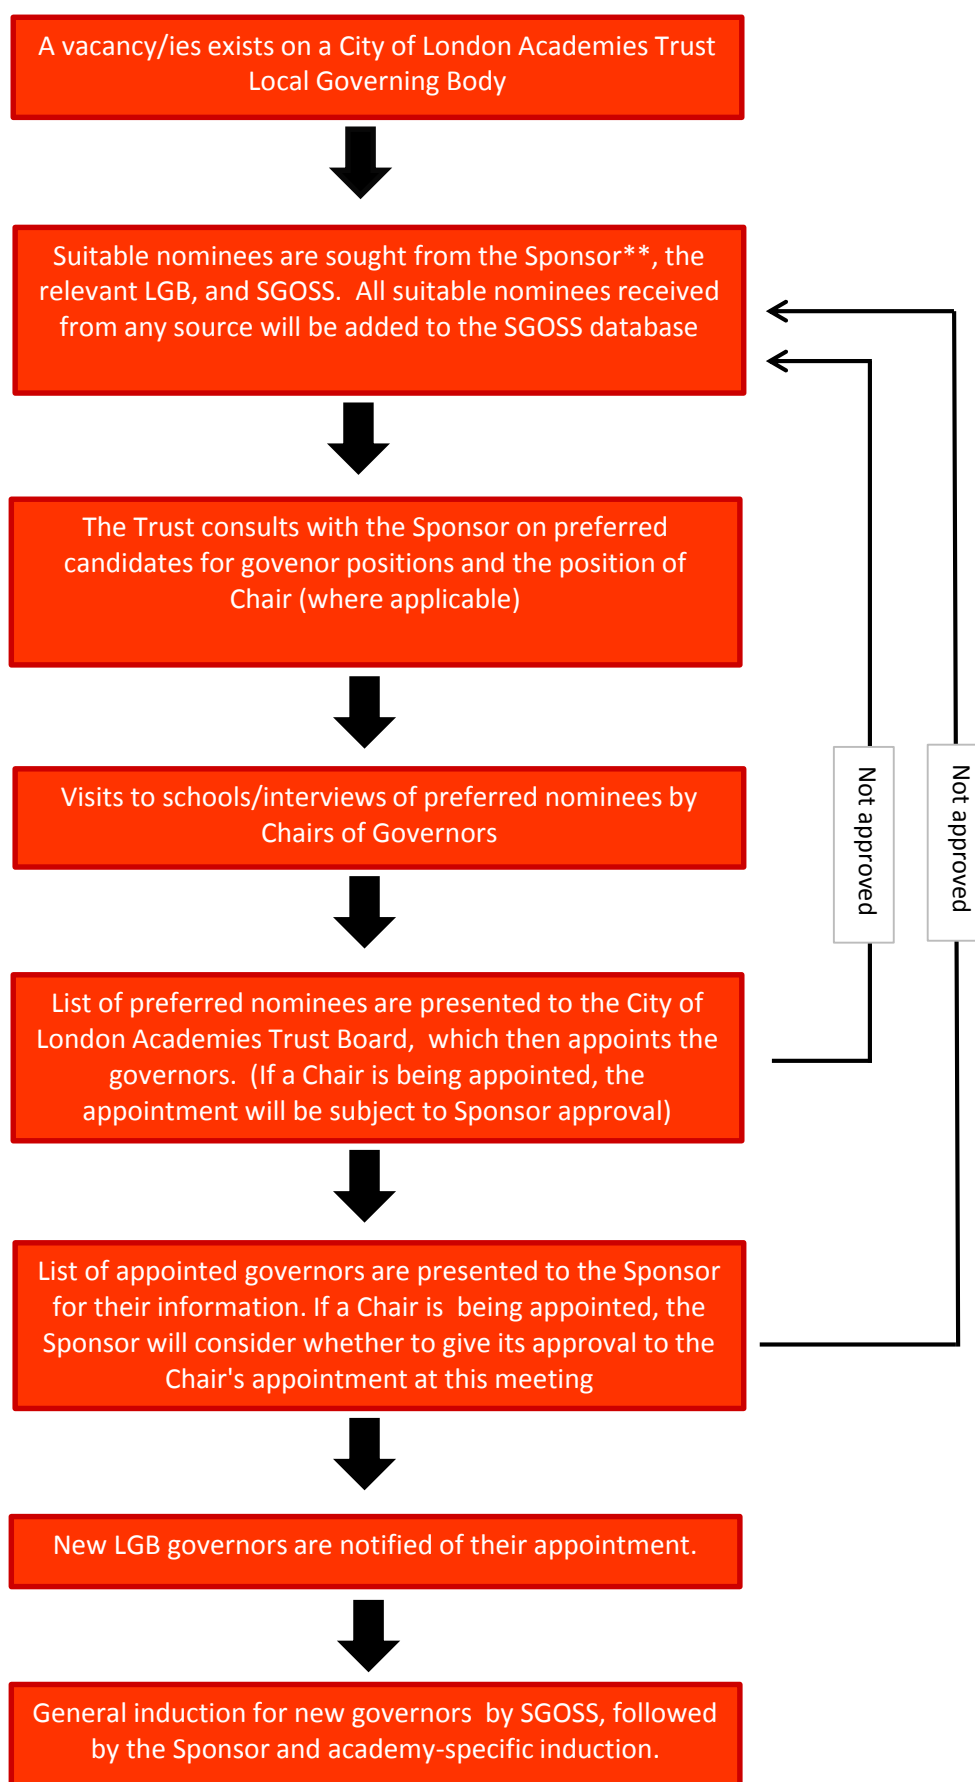 A vacancy/ies exists on a City of London Academies Trust
Local Governing Body
Suitable nominees are sought from the Sponsor**, the
relevant LGB, and SGOSS.  All suitable nominees received
from any source will be added to the SGOSS database
The Trust consults with the Sponsor on preferred
candidates for govenor positions and the position of
Chair (where applicable)
Visits to schools/interviews of preferred nominees by
Chairs of Governors
Not approved
Not approved
List of preferred nominees are presented to the City of
London Academies Trust Board,  which then appoints the
governors.  (If a Chair is being appointed, the
appointment will be subject to Sponsor approval)
List of appointed governors are presented to the Sponsor
for their information. If a Chair is  being appointed, the
Sponsor will consider whether to give its approval to the
Chair's appointment at this meeting
New LGB governors are notified of their appointment.
General induction for new governors  by SGOSS, followed
by the Sponsor and academy-specific induction.